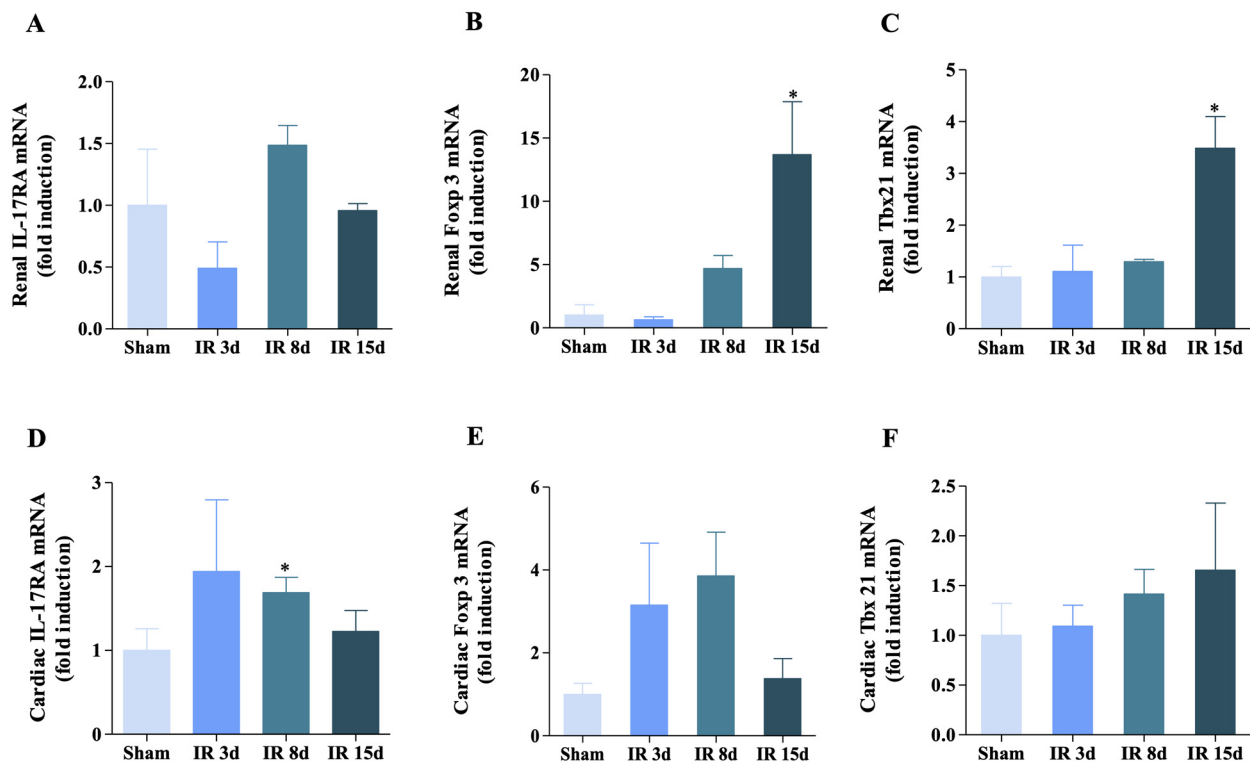 A
Renal IL-17RA mRNA
(fold induction)
2.0
1.5
1.0
0.5
0.0
Sham IR 3d IR 8d IR 15d
B
Renal Foxp 3 mRNA
(fold induction)
20
15
10
5
0
*
Sham IR 3d IR 8d IR 15d
C
Renal Tbx21 mRNA
(fold induction)
5
4
3
2
1
0
*
Sham IR 3d IR 8d IR 15d
D
Cardiac IL-17RA mRNA
(fold induction)
3
2
1
0
*
Sham IR 3d IR 8d IR 15d
E
Cardiac Foxp 3 mRNA
(fold induction)
6
4
2
0
Sham IR 3d IR 8d IR 15d
F
Cardiac Tbx 21 mRNA
(fold induction)
2.5
2.0
1.5
1.0
0.5
0.0
Sham IR 3d IR 8d IR 15d